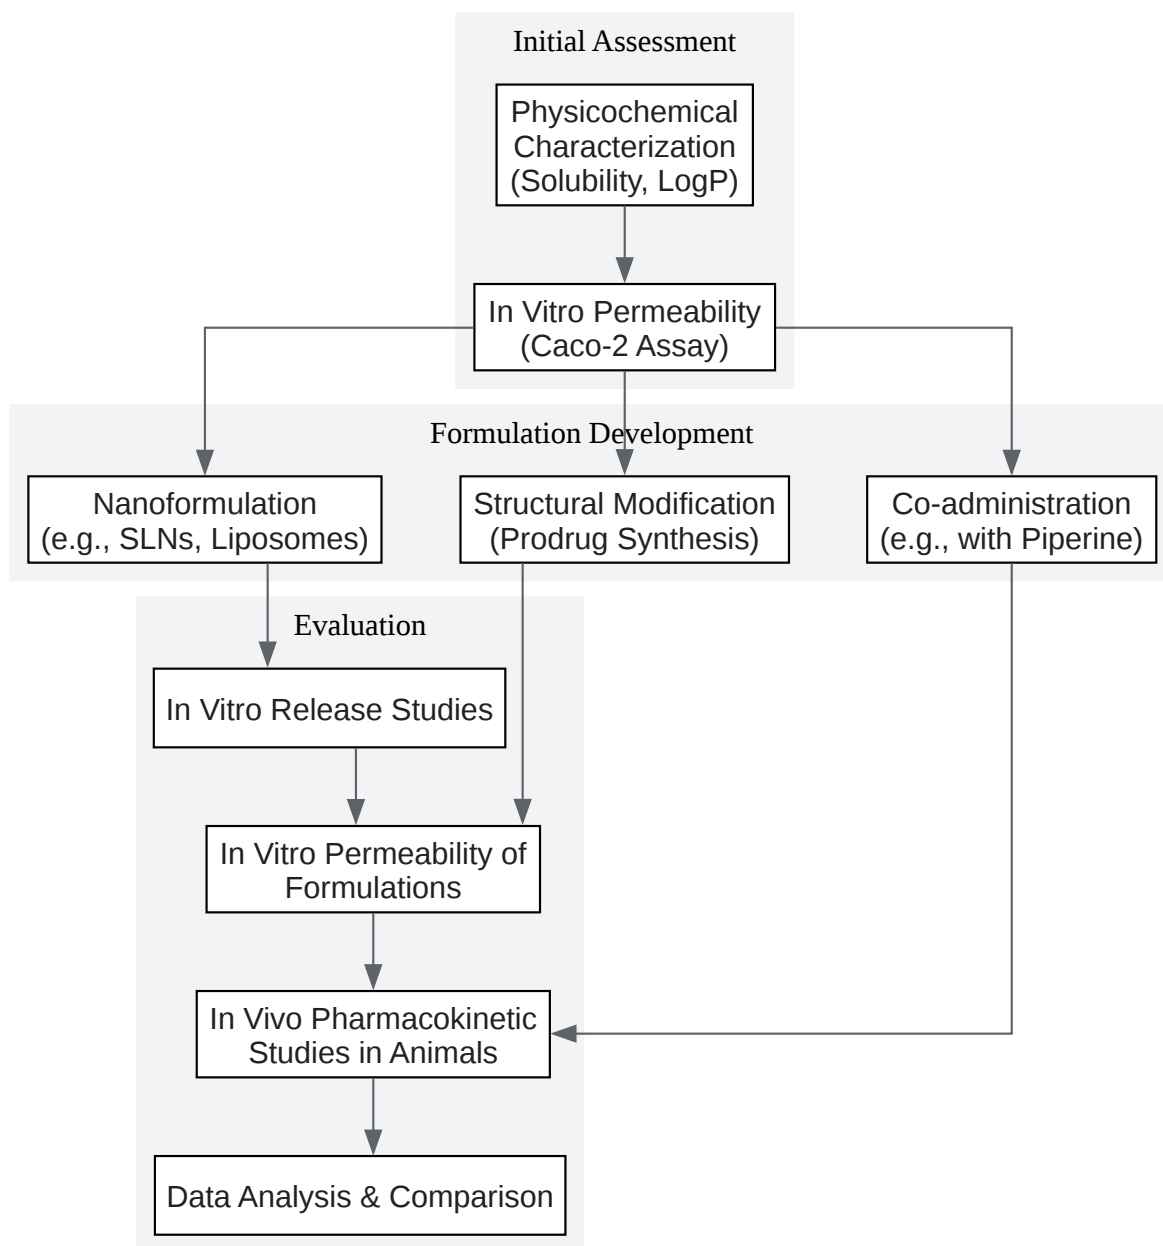 Initial Assessment
Physicochemical
Characterization
(Solubility, LogP)
In Vitro Permeability
(Caco-2 Assay)
Formulation Development
Nanoformulation
(e.g., SLNs, Liposomes)
Structural Modification
(Prodrug Synthesis)
Co-administration
(e.g., with Piperine)
Evaluation
In Vitro Release Studies
In Vitro Permeability of
Formulations
In Vivo Pharmacokinetic
Studies in Animals
Data Analysis & Comparison